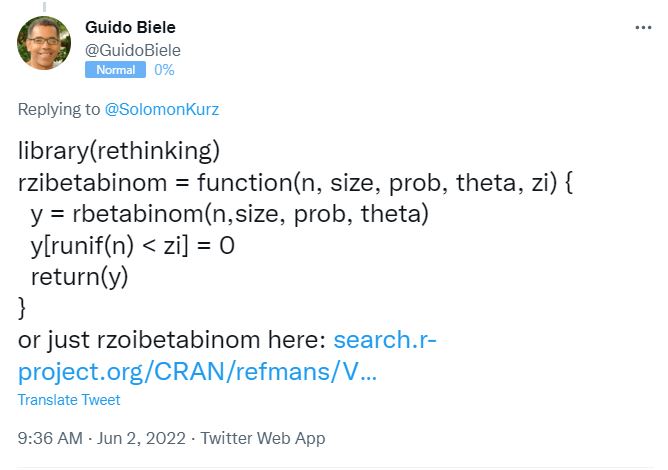 Guido Biele
@GuidoBiele
Normal 0%
Replying to @SolomonKurz
library(rethinking)
rzibetabinom = function(n, size, prob, theta, zi) {
y = rbetabinom(n,size, prob, theta)
y[runif(n) < zi] = 0
return(y)
}
or just rzoibetabinom here: search.r-
project.org/CRAN/refmans/V...
Translate Tweet
9:36 AM · Jun 2, 2022 · Twitter Web App